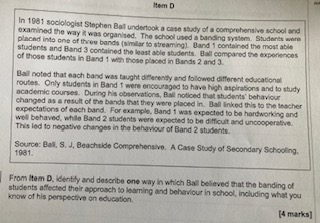 Item D
In 1981 sociologist Stephen Ball undertook a case study of a comprehensive school and
examined the way it was organised. The school used a banding system. Students were
placed into one of three bands (similar to streaming). Band 1 contained the most able
students and Band 3 contained the least able students. Ball compared the experiences
of those students in Band 1 with those placed in Bands 2 and 3.
Ball noted that each band was taught differently and followed different educational
routes. Only students in Band 1 were encouraged to have high aspirations and to study
academic courses. During his observations, Ball noticed that students' behaviour
changed as a result of the bands that they were placed in. Ball linked this to the teacher
expectations of each band. For example, Band 1 was expected to be hardworking and
well behaved, while Band 2 students were expected to be difficult and uncooperative.
This led to negative changes in the behaviour of Band 2 students.
Source: Ball, S. J, Beachside Comprehensive. A Case Study of Secondary Schooling,
1981.
From Item D, identify and describe one way in which Ball believed that the banding of
students affected their approach to learning and behaviour in school, including what you
know of his perspective on education.
[4 marks]